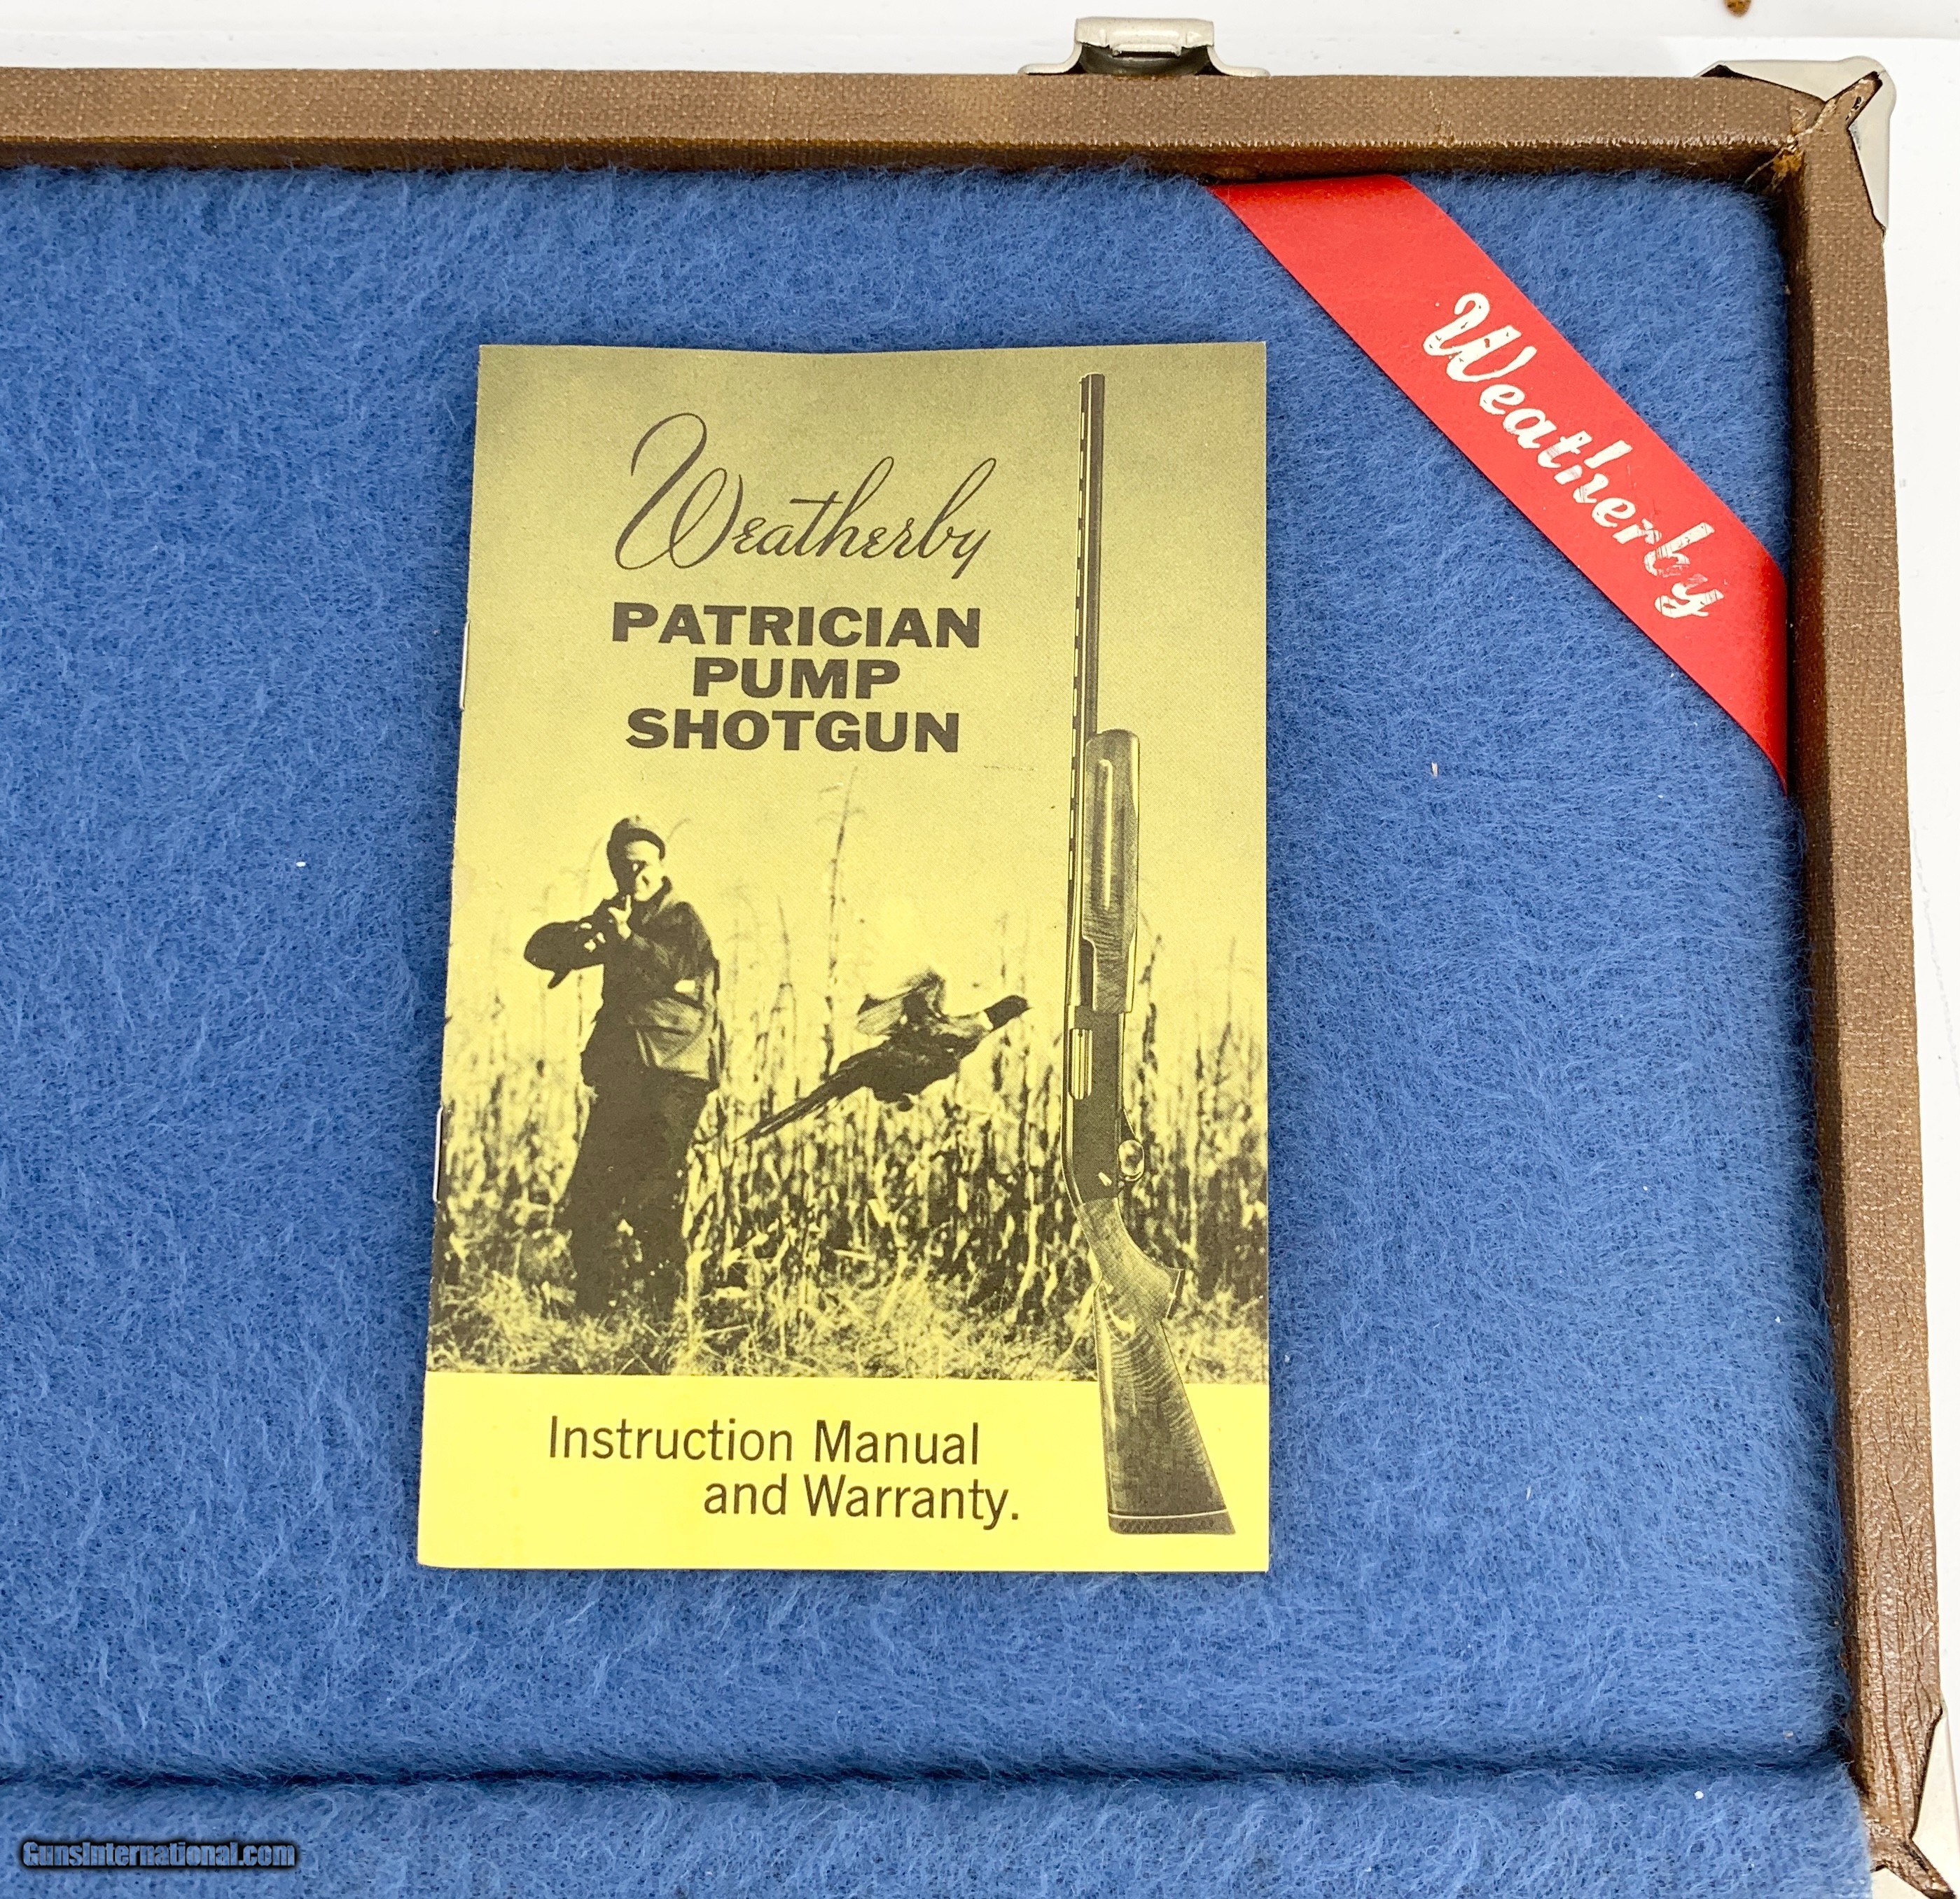 Weatherby
Weatherby
PATRICIAN
PUMP
SHOTGUN
Instruction Manual
and Warranty.
GunsInternational.com